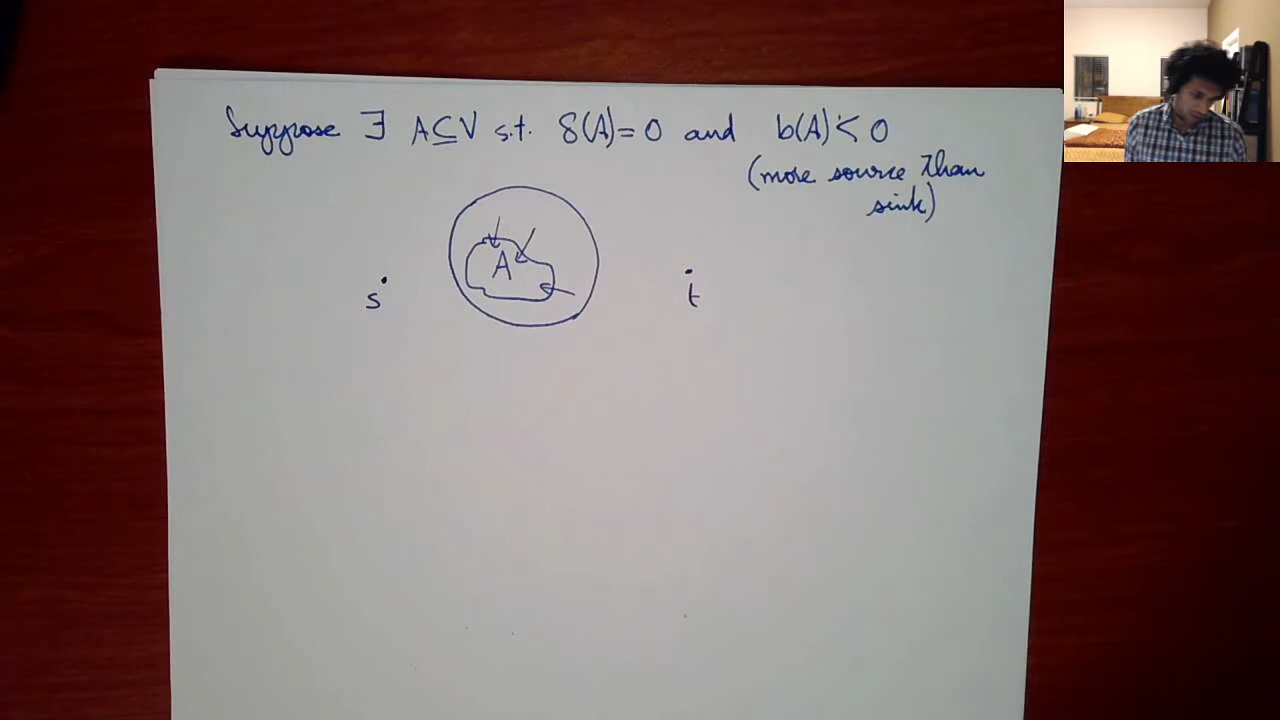 Suppose ∃ A⊆V s.t. δ(A)=0 and b(A)<0
(more source than
sink)
A
s
t